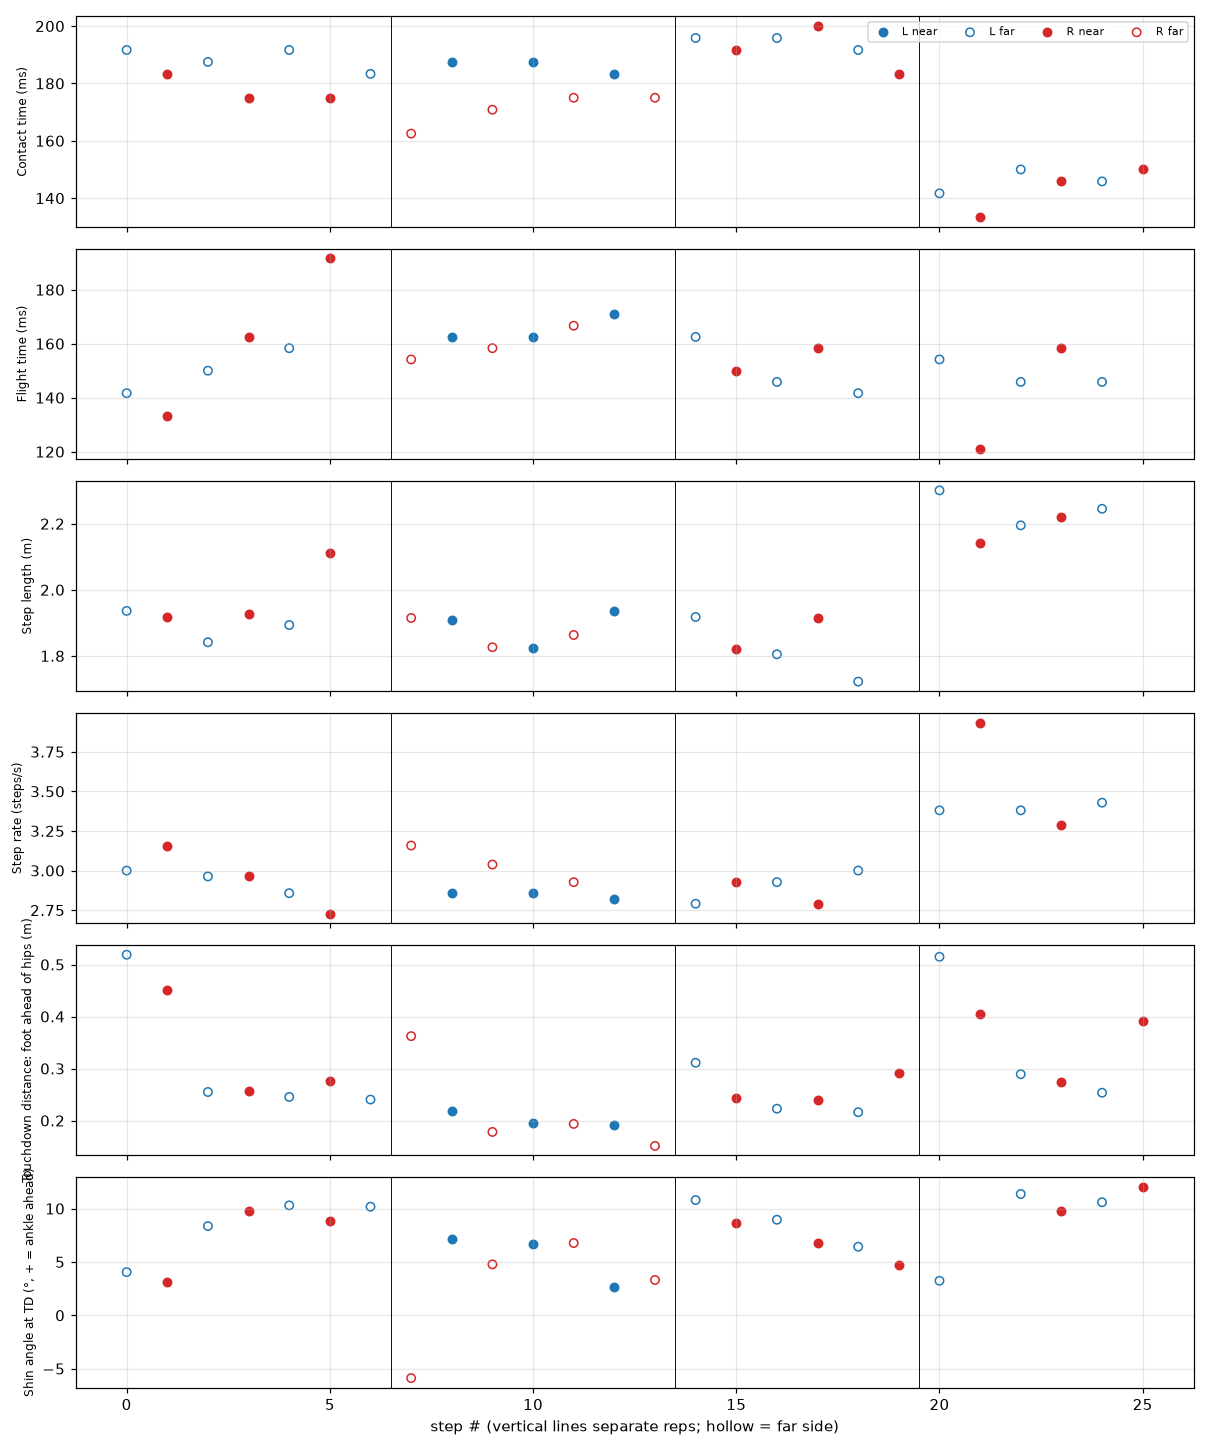 200
180
160
140
Contact time (ms)
L near L far R near R far
180
160
140
120
Flight time (ms)
2.2
2.0
1.8
Step length (m)
3.75
3.50
3.25
3.00
2.75
Step rate (steps/s)
0.5
0.4
0.3
0.2
Touchdown distance: foot ahead of hips (m)
10
5
0
−5
Shin angle at TD (°, + = ankle ahead)
0 5 10 15 20 25
step # (vertical lines separate reps; hollow = far side)